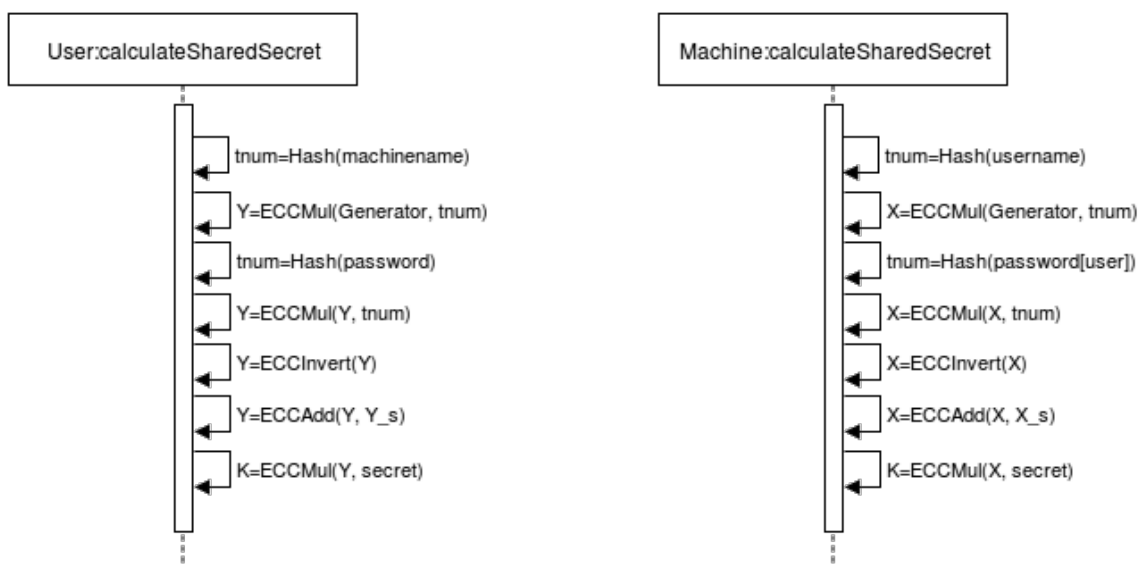 User:calculateSharedSecret
tnum=Hash(machinename)
Y=ECCMul(Generator, tnum)
tnum=Hash(password)
Y=ECCMul(Y, tnum)
Y=ECCInvert(Y)
Y=ECCAdd(Y, Y_s)
K=ECCMul(Y, secret)
Machine:calculateSharedSecret
tnum=Hash(username)
X=ECCMul(Generator, tnum)
tnum=Hash(password[user])
X=ECCMul(X, tnum)
X=ECCInvert(X)
X=ECCAdd(X, X_s)
K=ECCMul(X, secret)